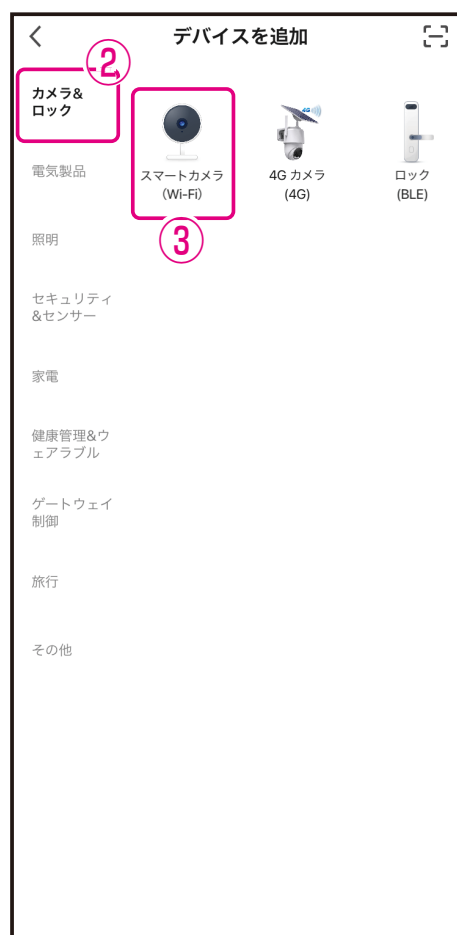 デバイスを追加
②
カメラ&
ロック
電気製品
照明
セキュリティ
&センサー
家電
健康管理&ウ
ェアラブル
ゲートウェイ
制御
旅行
その他
スマートカメラ
（Wi-Fi）
③
4G
4G カメラ
(4G)
ロック
(BLE)